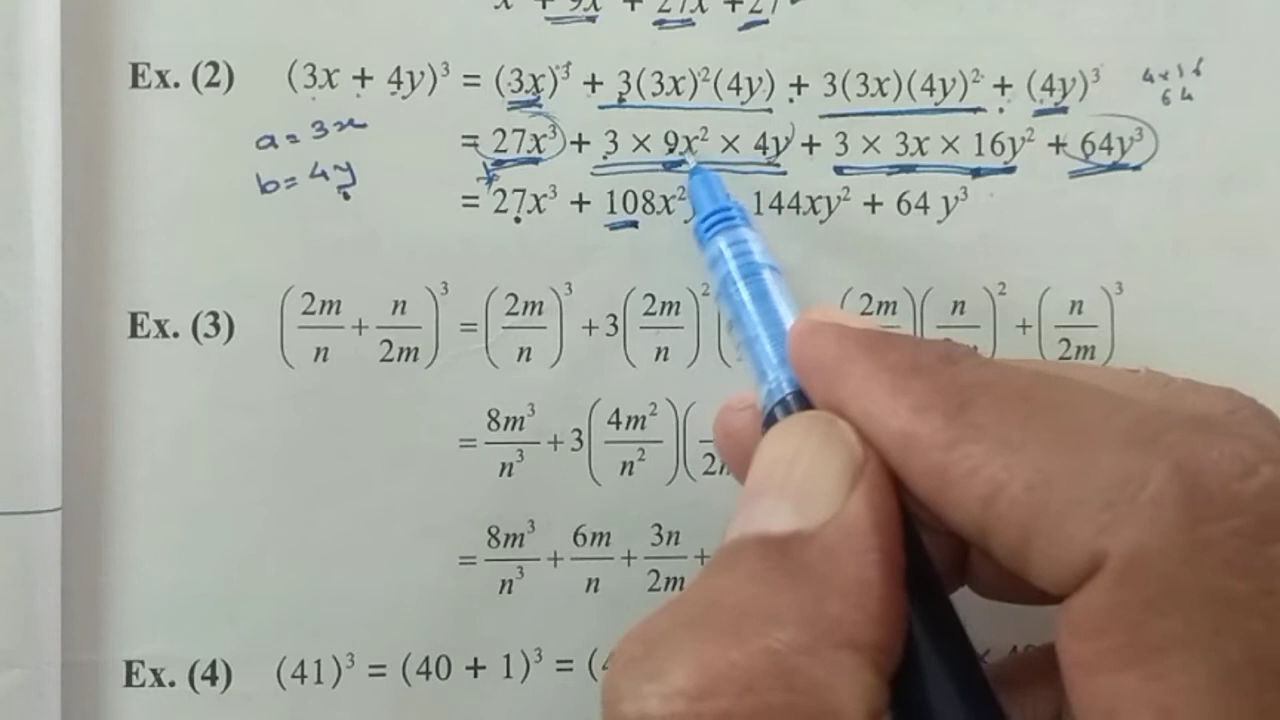 x + 9x + 27x + 27
Ex. (2) (3x + 4y)³ = (3x)³ + 3(3x)²(4y) + 3(3x)(4y)² + (4y)³ 4×16
64
a = 3x = 27x³ + 3 × 9x² × 4y + 3 × 3x × 16y² + 64y³
b = 4y = 27x³ + 108x² 144xy² + 64 y³
Ex. (3) (2m/n + n/2m)³ = (2m/n)³ + 3(2m/n)² ( (2m )(n )² + (n/2m)³
= 8m³/n³ + 3(4m²/n²)(
= 8m³/n³ + 6m/n + 3n/2m +
Ex. (4) (41)³ = (40 + 1)³ = (